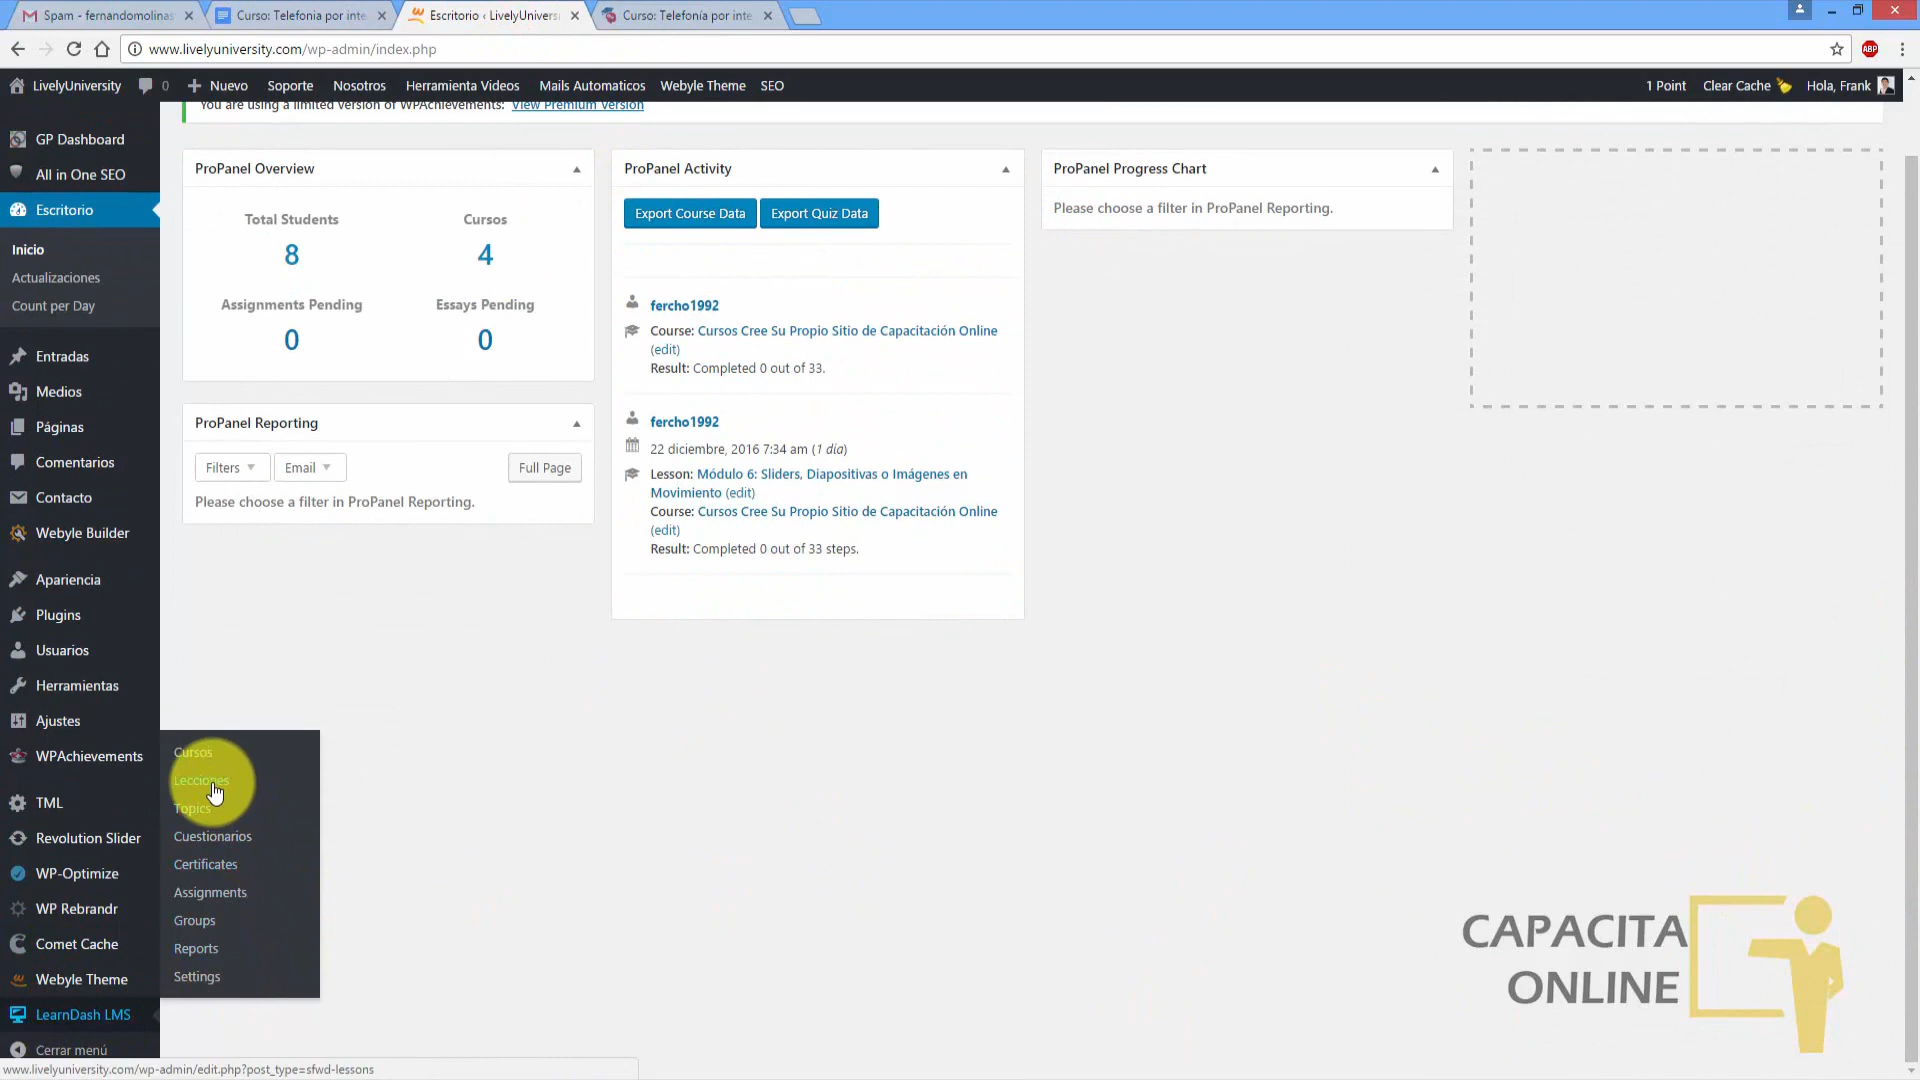 Spam - fernandomolinas
Curso: Telefonia por inte
Escritorio ‹ LivelyUnivers
Curso: Telefonía por inte
www.livelyuniversity.com/wp-admin/index.php
ABP
LivelyUniversity
0
Nuevo
Soporte
Nosotros
Herramienta Videos
Mails Automaticos
Webyle Theme
SEO
1 Point
Clear Cache
Hola, Frank
You are using a limited version of WPAchievements: View Premium Version
GP Dashboard
All in One SEO
Escritorio
Inicio
Actualizaciones
Count per Day
Entradas
Medios
Páginas
Comentarios
Contacto
Webyle Builder
Apariencia
Plugins
Usuarios
Herramientas
Ajustes
WPAchievements
TML
Revolution Slider
WP-Optimize
WP Rebrandr
Comet Cache
Webyle Theme
LearnDash LMS
Cerrar menú
Cursos
Lecciones
Topics
Cuestionarios
Certificates
Assignments
Groups
Reports
Settings
ProPanel Overview
Total Students
8
Cursos
4
Assignments Pending
0
Essays Pending
0
ProPanel Reporting
Filters
Email
Full Page
Please choose a filter in ProPanel Reporting.
ProPanel Activity
Export Course Data
Export Quiz Data
fercho1992
Course: Cursos Cree Su Propio Sitio de Capacitación Online
(edit)
Result: Completed 0 out of 33.
fercho1992
22 diciembre, 2016 7:34 am (1 día)
Lesson: Módulo 6: Sliders, Diapositivas o Imágenes en
Movimiento (edit)
Course: Cursos Cree Su Propio Sitio de Capacitación Online
(edit)
Result: Completed 0 out of 33 steps.
ProPanel Progress Chart
Please choose a filter in ProPanel Reporting.
CAPACITA
ONLINE
www.livelyuniversity.com/wp-admin/edit.php?post_type=sfwd-lessons